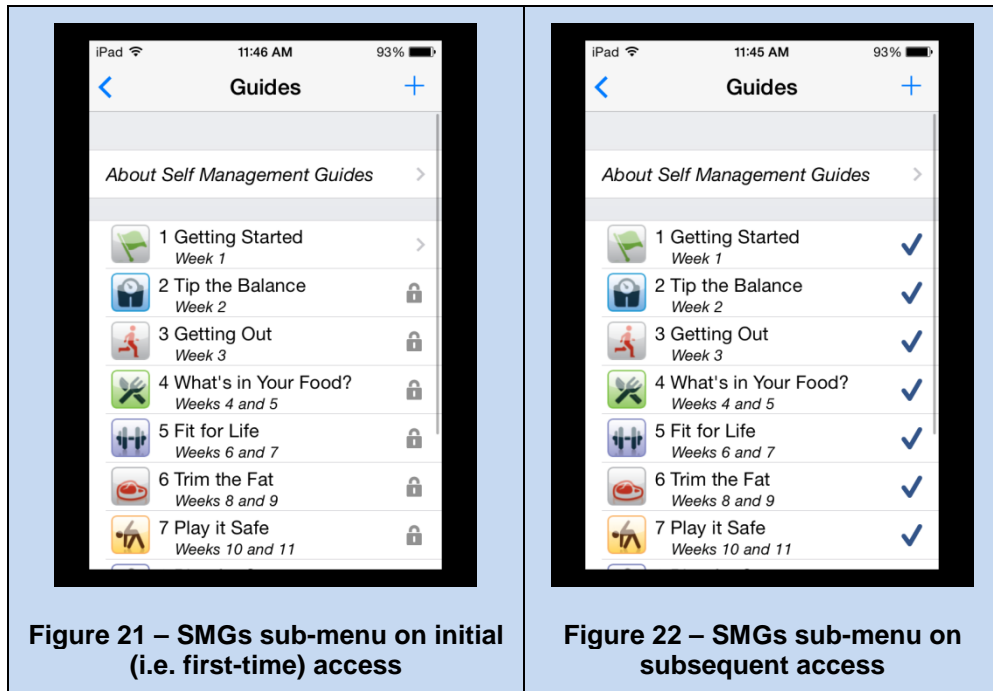 iPad 11:46 AM 93%
Guides
About Self Management Guides
1 Getting Started
Week 1
2 Tip the Balance
Week 2
3 Getting Out
Week 3
4 What's in Your Food?
Weeks 4 and 5
5 Fit for Life
Weeks 6 and 7
6 Trim the Fat
Weeks 8 and 9
7 Play it Safe
Weeks 10 and 11
Figure 21 – SMGs sub-menu on initial
(i.e. first-time) access
iPad 11:45 AM 93%
Guides
About Self Management Guides
1 Getting Started
Week 1
2 Tip the Balance
Week 2
3 Getting Out
Week 3
4 What's in Your Food?
Weeks 4 and 5
5 Fit for Life
Weeks 6 and 7
6 Trim the Fat
Weeks 8 and 9
7 Play it Safe
Weeks 10 and 11
Figure 22 – SMGs sub-menu on
subsequent access